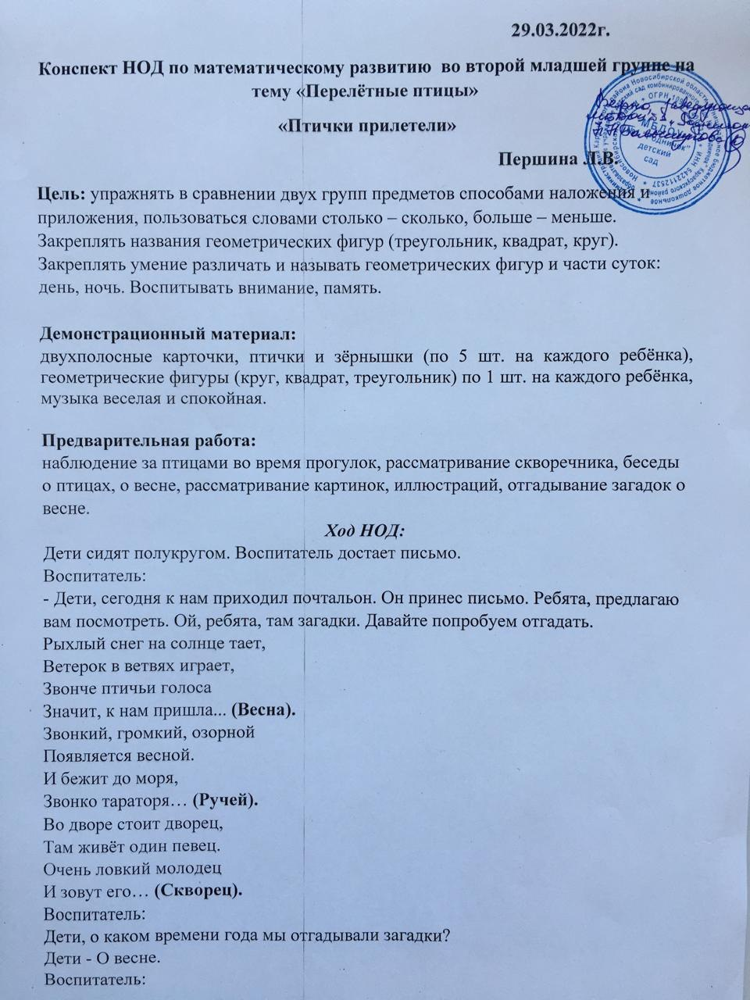 29.03.2022г.
Конспект НОД по математическому развитию во второй младшей группе на
тему «Перелётные птицы»
«Птички прилетели»
Першина Л.В.
МБДОУ
детский
сад
Цель: упражнять в сравнении двух групп предметов способами наложения и
приложения, пользоваться словами столько – сколько, больше – меньше.
Закреплять названия геометрических фигур (треугольник, квадрат, круг).
Закреплять умение различать и называть геометрических фигур и части суток:
день, ночь. Воспитывать внимание, память.
Демонстрационный материал:
двухполосные карточки, птички и зёрнышки (по 5 шт. на каждого ребёнка),
геометрические фигуры (круг, квадрат, треугольник) по 1 шт. на каждого ребёнка,
музыка веселая и спокойная.
Предварительная работа:
наблюдение за птицами во время прогулок, рассматривание скворечника, беседы
о птицах, о весне, рассматривание картинок, иллюстраций, отгадывание загадок о
весне.
Ход НОД:
Дети сидят полукругом. Воспитатель достает письмо.
Воспитатель:
- Дети, сегодня к нам приходил почтальон. Он принес письмо. Ребята, предлагаю
вам посмотреть. Ой, ребята, там загадки. Давайте попробуем отгадать.
Рыхлый снег на солнце тает,
Ветерок в ветвях играет,
Звонче птичьи голоса
Значит, к нам пришла... (Весна).
Звонкий, громкий, озорной
Появляется весной.
И бежит до моря,
Звонко тараторя… (Ручей).
Во дворе стоит дворец,
Там живёт один певец.
Очень ловкий молодец
И зовут его… (Скворец).
Воспитатель:
Дети, о каком времени года мы отгадывали загадки?
Дети - О весне.
Воспитатель: